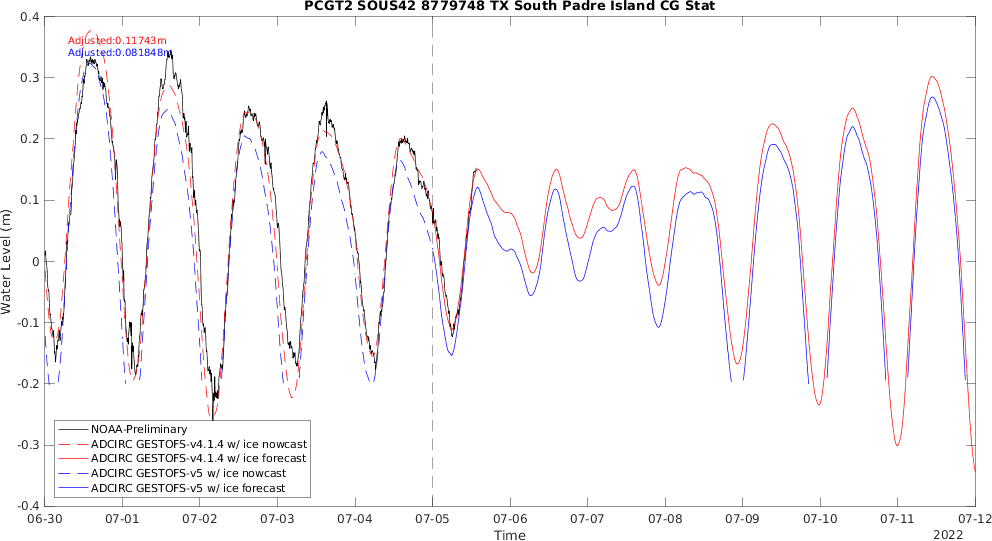 PCGT2 SOUS42 8779748 TX South Padre Island CG Stat
Adjusted:0.11743m
Adjusted:0.081848m
0.4
0.3
0.2
0.1
0
-0.1
-0.2
-0.3
-0.4
Water Level (m)
NOAA-Preliminary
ADCIRC GESTOFS-v4.1.4 w/ ice nowcast
ADCIRC GESTOFS-v4.1.4 w/ ice forecast
ADCIRC GESTOFS-v5 w/ ice nowcast
ADCIRC GESTOFS-v5 w/ ice forecast
06-30 07-01 07-02 07-03 07-04 07-05 07-06 07-07 07-08 07-09 07-10 07-11 07-12
Time
2022